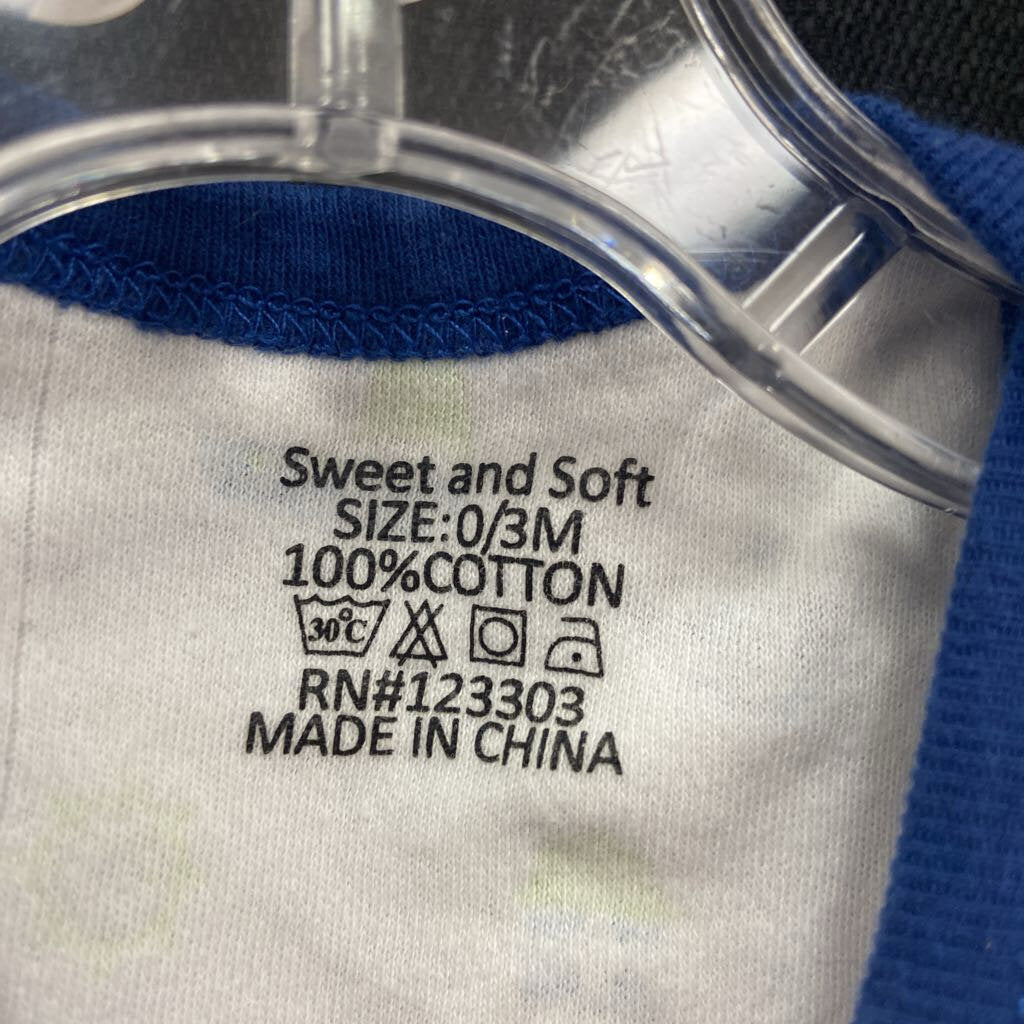 Sweet and Soft
SIZE:0/3M
100%COTTON
30°C
RN#123303
MADE IN CHINA